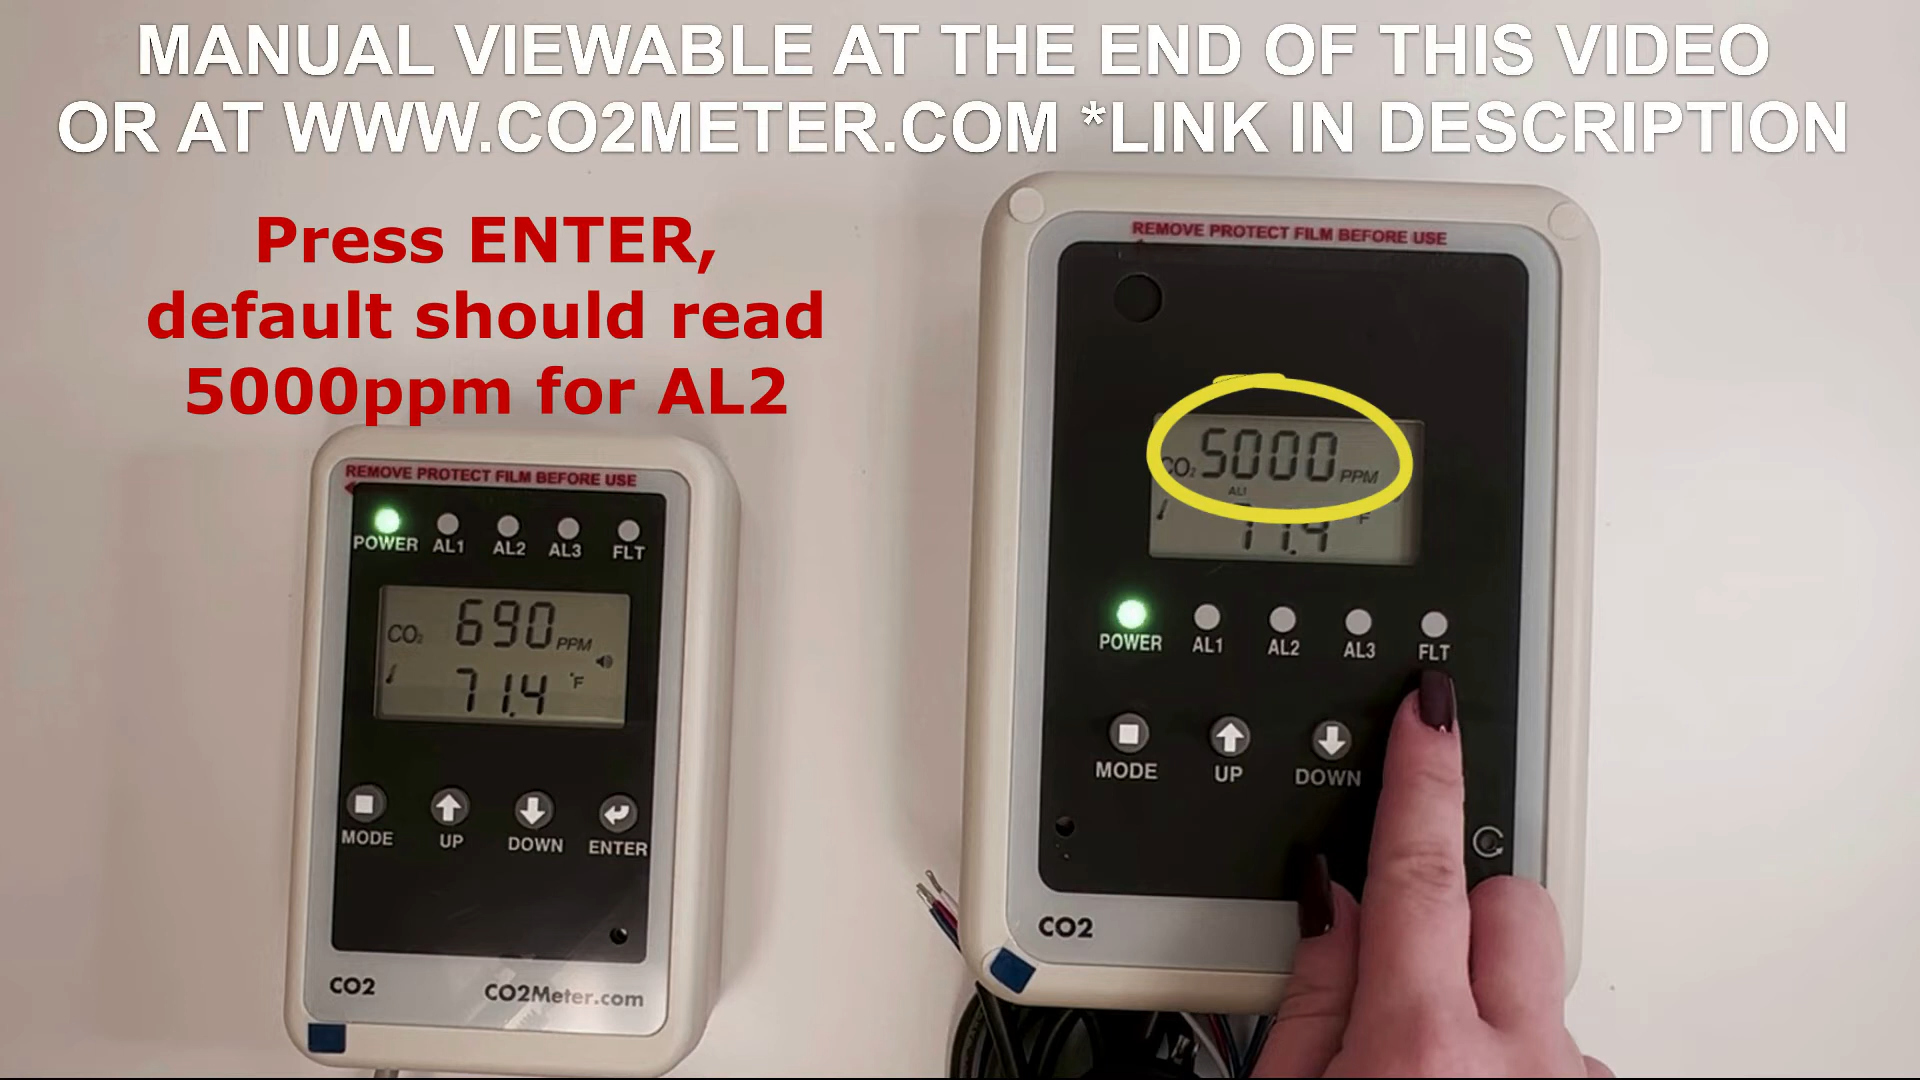 MANUAL VIEWABLE AT THE END OF THIS VIDEO
OR AT WWW.CO2METER.COM *LINK IN DESCRIPTION
Press ENTER,
default should read
5000ppm for AL2
REMOVE PROTECT FILM BEFORE USE
POWER AL1 AL2 AL3 FLT
CO2 690 PPM
71.4 °F
MODE UP DOWN ENTER
CO2 CO2Meter.com
REMOVE PROTECT FILM BEFORE USE
CO2 5000 PPM
71.4 F
POWER AL1 AL2 AL3 FLT
MODE UP DOWN
CO2